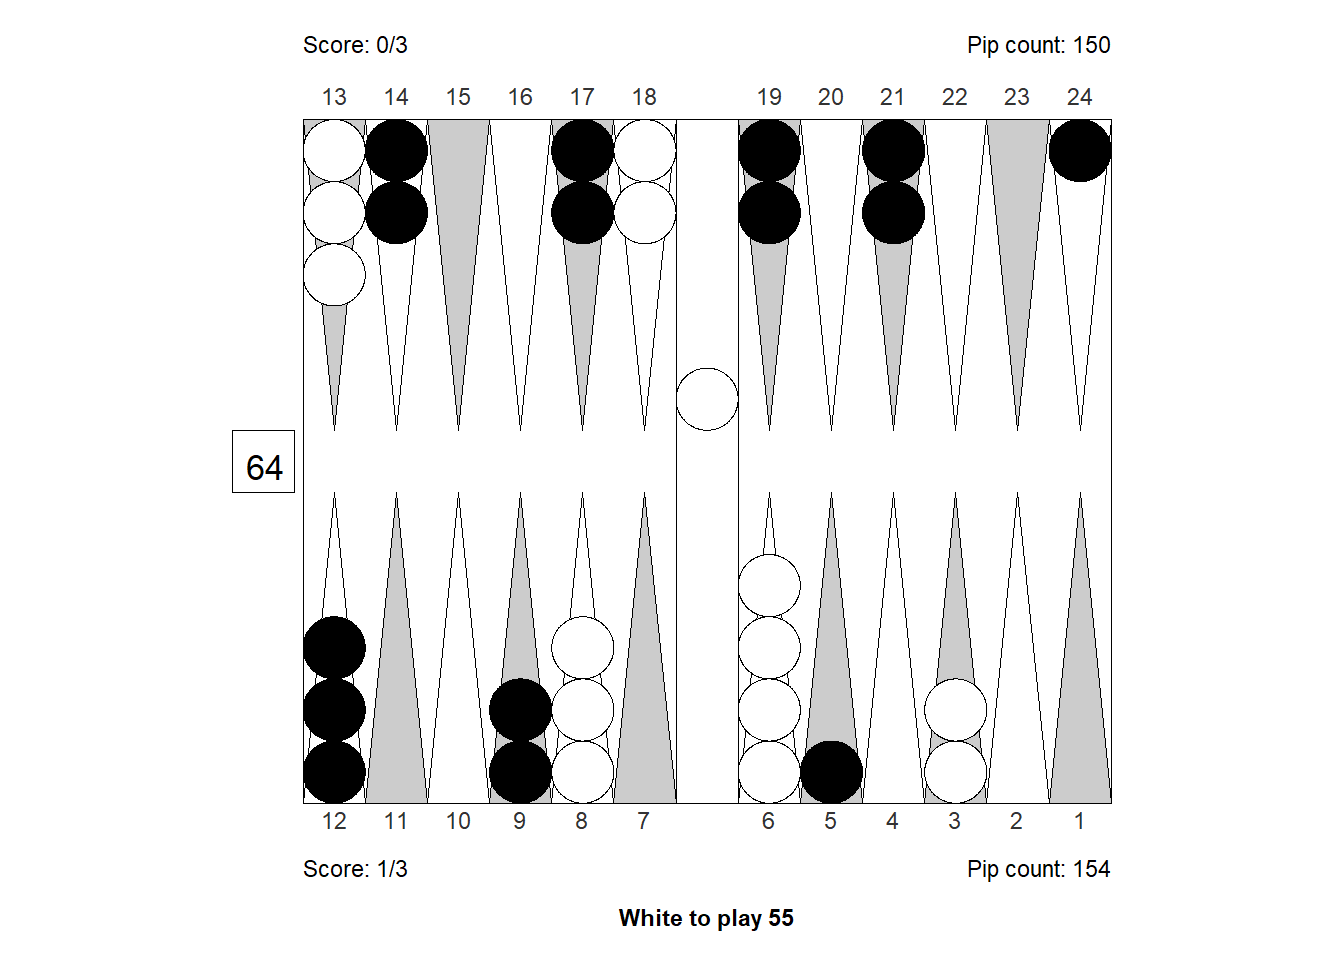 Score: 0/3 Pip count: 150
13 14 15 16 17 18 19 20 21 22 23 24
64
12 11 10 9 8 7 6 5 4 3 2 1
Score: 1/3 Pip count: 154
White to play 55